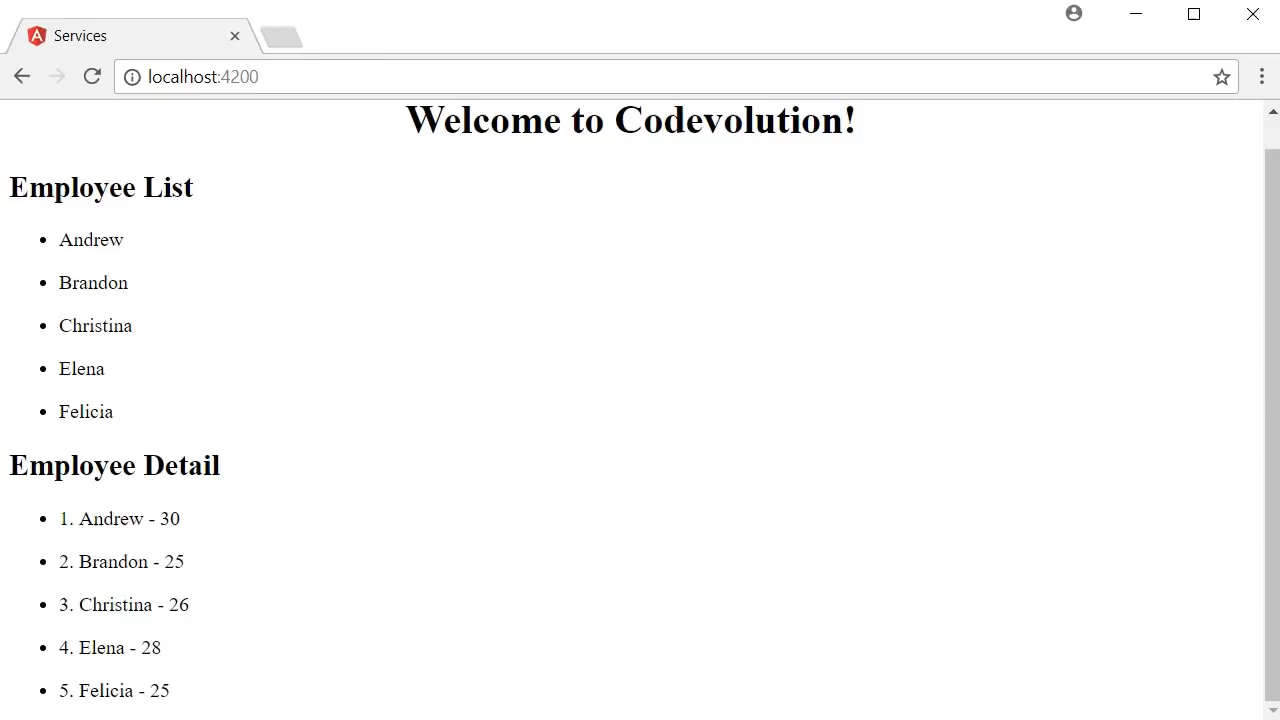 Services
localhost:4200
Welcome to Codevolution!
Employee List
Andrew
Brandon
Christina
Elena
Felicia
Employee Detail
1. Andrew - 30
2. Brandon - 25
3. Christina - 26
4. Elena - 28
5. Felicia - 25